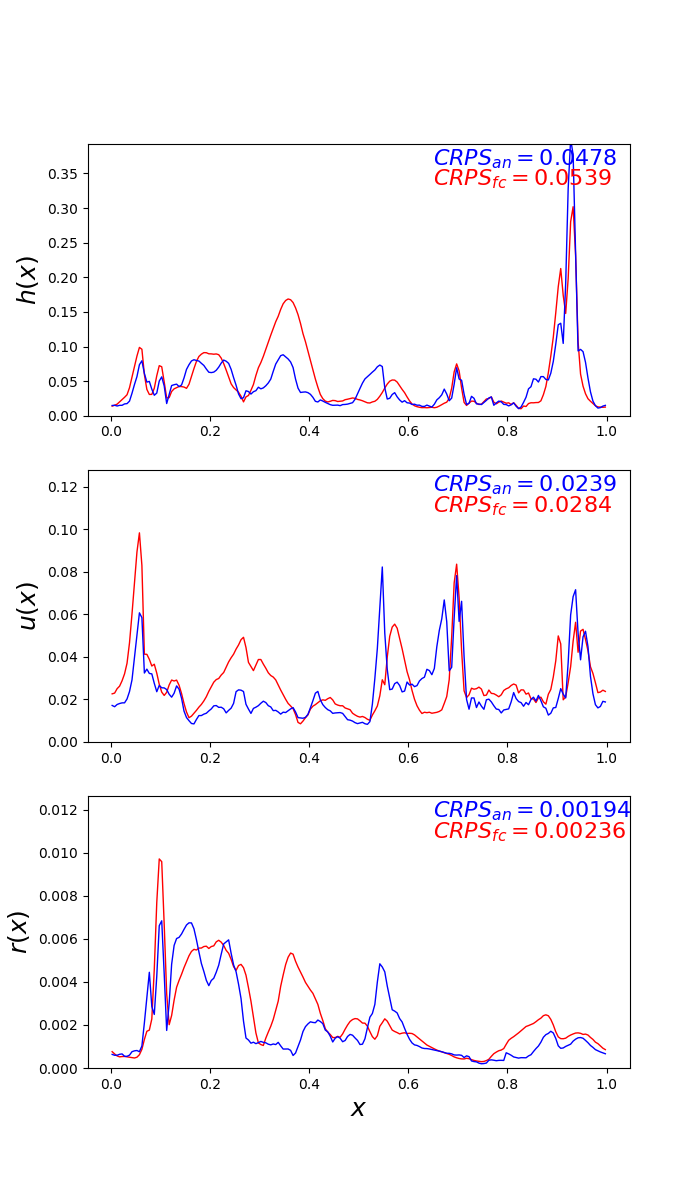 CRPS_an = 0.0478
CRPS_fc = 0.0539
0.35
0.30
0.25
0.20
0.15
0.10
0.05
0.00
h(x)
0.0 0.2 0.4 0.6 0.8 1.0
CRPS_an = 0.0239
CRPS_fc = 0.0284
0.12
0.10
0.08
0.06
0.04
0.02
0.00
u(x)
0.0 0.2 0.4 0.6 0.8 1.0
CRPS_an = 0.00194
CRPS_fc = 0.00236
0.012
0.010
0.008
0.006
0.004
0.002
0.000
r(x)
0.0 0.2 0.4 0.6 0.8 1.0
x